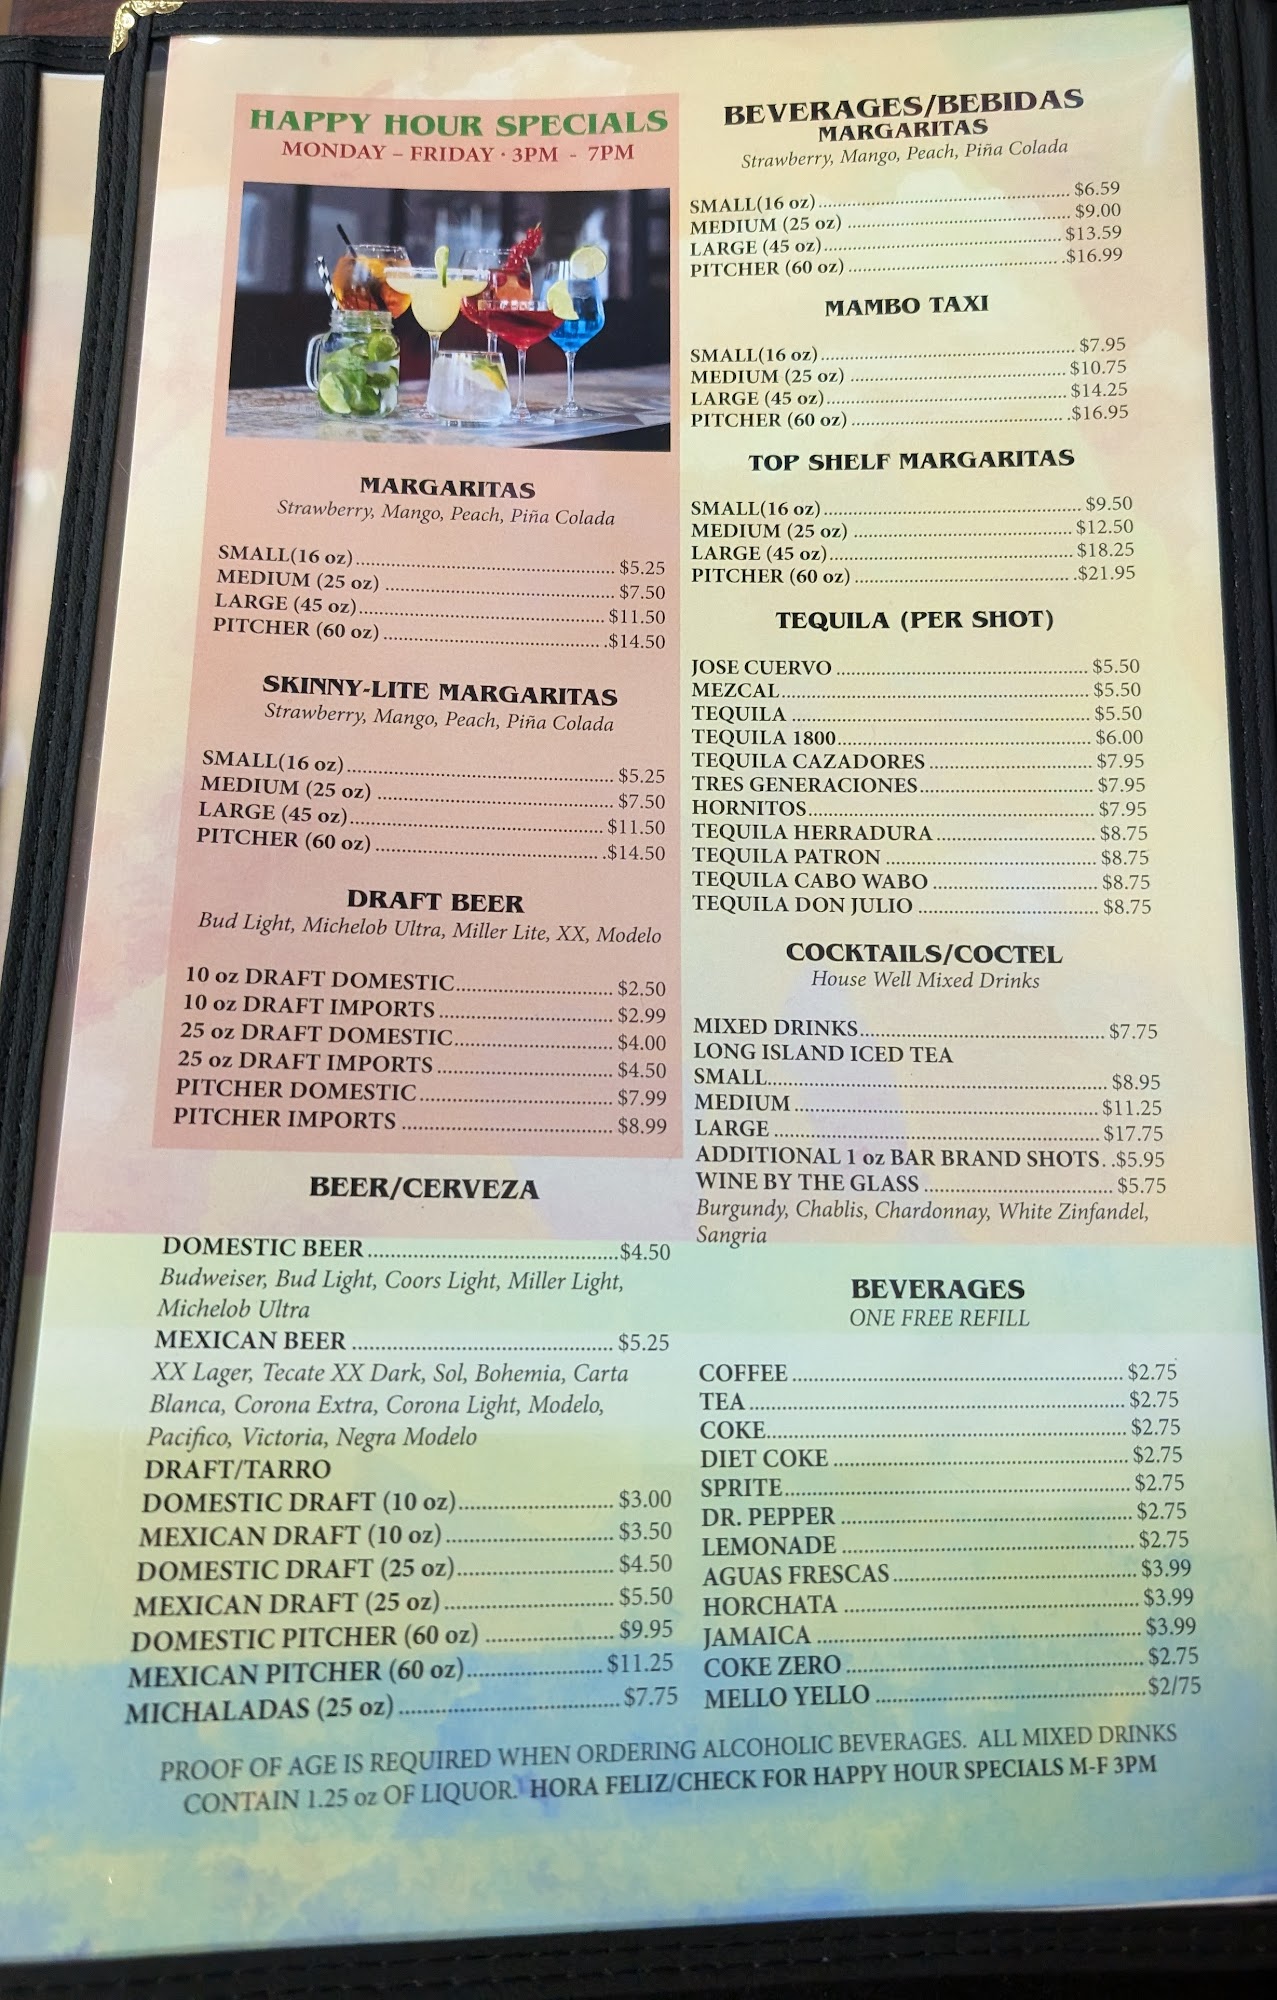 HAPPY HOUR SPECIALS
MONDAY – FRIDAY · 3PM - 7PM
MARGARITAS
Strawberry, Mango, Peach, Piña Colada
SMALL(16 oz) $5.25
MEDIUM (25 oz) $7.50
LARGE (45 oz) $11.50
PITCHER (60 oz) $14.50
SKINNY-LITE MARGARITAS
Strawberry, Mango, Peach, Piña Colada
SMALL(16 oz) $5.25
MEDIUM (25 oz) $7.50
LARGE (45 oz) $11.50
PITCHER (60 oz) $14.50
DRAFT BEER
Bud Light, Michelob Ultra, Miller Lite, XX, Modelo
10 oz DRAFT DOMESTIC $2.50
10 oz DRAFT IMPORTS $2.99
25 oz DRAFT DOMESTIC $4.00
25 oz DRAFT IMPORTS $4.50
PITCHER DOMESTIC $7.99
PITCHER IMPORTS $8.99
BEER/CERVEZA
DOMESTIC BEER $4.50
Budweiser, Bud Light, Coors Light, Miller Light,
Michelob Ultra
MEXICAN BEER $5.25
XX Lager, Tecate XX Dark, Sol, Bohemia, Carta
Blanca, Corona Extra, Corona Light, Modelo,
Pacifico, Victoria, Negra Modelo
DRAFT/TARRO
DOMESTIC DRAFT (10 oz) $3.00
MEXICAN DRAFT (10 oz) $3.50
DOMESTIC DRAFT (25 oz) $4.50
MEXICAN DRAFT (25 oz) $5.50
DOMESTIC PITCHER (60 oz) $9.95
MEXICAN PITCHER (60 oz) $11.25
MICHALADAS (25 oz) $7.75
BEVERAGES/BEBIDAS
MARGARITAS
Strawberry, Mango, Peach, Piña Colada
SMALL(16 oz) $6.59
MEDIUM (25 oz) $9.00
LARGE (45 oz) $13.59
PITCHER (60 oz) $16.99
MAMBO TAXI
SMALL(16 oz) $7.95
MEDIUM (25 oz) $10.75
LARGE (45 oz) $14.25
PITCHER (60 oz) $16.95
TOP SHELF MARGARITAS
SMALL(16 oz) $9.50
MEDIUM (25 oz) $12.50
LARGE (45 oz) $18.25
PITCHER (60 oz) $21.95
TEQUILA (PER SHOT)
JOSE CUERVO $5.50
MEZCAL $5.50
TEQUILA $5.50
TEQUILA 1800 $6.00
TEQUILA CAZADORES $7.95
TRES GENERACIONES $7.95
HORNITOS $7.95
TEQUILA HERRADURA $8.75
TEQUILA PATRON $8.75
TEQUILA CABO WABO $8.75
TEQUILA DON JULIO $8.75
COCKTAILS/COCTEL
House Well Mixed Drinks
MIXED DRINKS $7.75
LONG ISLAND ICED TEA
SMALL $8.95
MEDIUM $11.25
LARGE $17.75
ADDITIONAL 1 oz BAR BRAND SHOTS $5.95
WINE BY THE GLASS $5.75
Burgundy, Chablis, Chardonnay, White Zinfandel,
Sangria
BEVERAGES
ONE FREE REFILL
COFFEE $2.75
TEA $2.75
COKE $2.75
DIET COKE $2.75
SPRITE $2.75
DR. PEPPER $2.75
LEMONADE $2.75
AGUAS FRESCAS $3.99
HORCHATA $3.99
JAMAICA $3.99
COKE ZERO $2.75
MELLO YELLO $2/75
PROOF OF AGE IS REQUIRED WHEN ORDERING ALCOHOLIC BEVERAGES. ALL MIXED DRINKS
CONTAIN 1.25 oz OF LIQUOR. HORA FELIZ/CHECK FOR HAPPY HOUR SPECIALS M-F 3PM